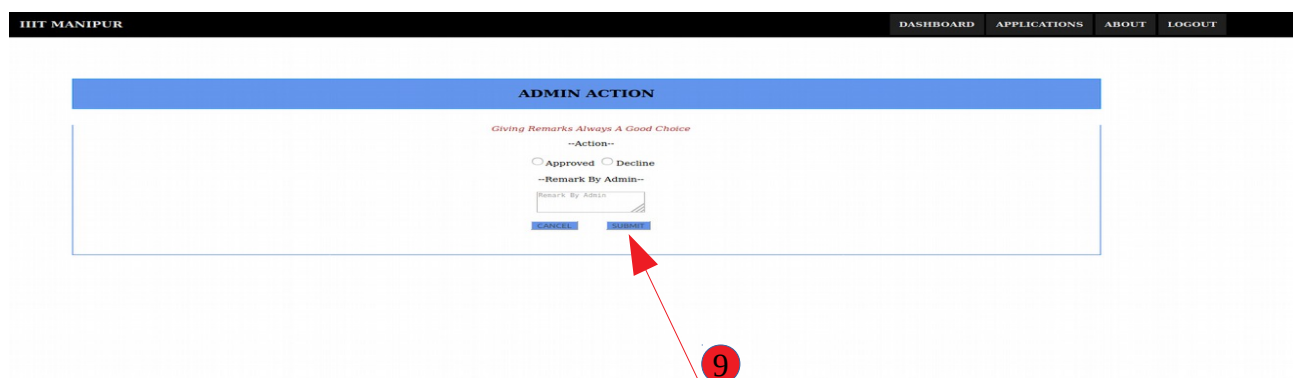 IIIT MANIPUR DASHBOARD APPLICATIONS ABOUT LOGOUT
ADMIN ACTION
Giving Remarks Always A Good Choice
--Action--
Approved Decline
--Remark By Admin--
Remark By Admin
CANCEL SUBMIT
9